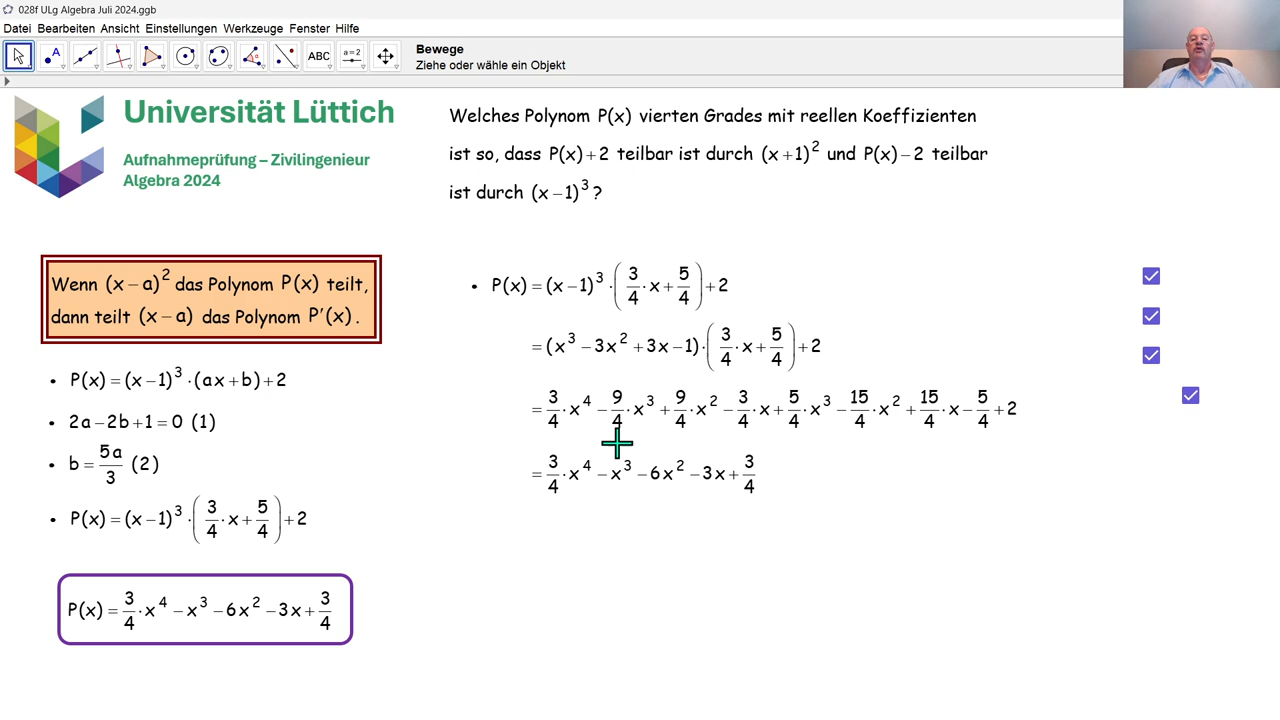 028f ULg Algebra Juli 2024.ggb
Datei Bearbeiten Ansicht Einstellungen Werkzeuge Fenster Hilfe
A
ABC
a=2
Bewege
Ziehe oder wähle ein Objekt
Universität Lüttich
Aufnahmeprüfung – Zivilingenieur
Algebra 2024
Welches Polynom P(x) vierten Grades mit reellen Koeffizienten
ist so, dass P(x)+2 teilbar ist durch (x+1)² und P(x)−2 teilbar
ist durch (x−1)³?
Wenn (x−a)² das Polynom P(x) teilt,
dann teilt (x−a) das Polynom P'(x).
• P(x)=(x−1)³·(ax+b)+2
• 2a−2b+1=0 (1)
• b=5a/3 (2)
• P(x)=(x−1)³·(3/4·x+5/4)+2
P(x)=3/4·x⁴−x³−6x²−3x+3/4
• P(x)=(x−1)³·(3/4·x+5/4)+2
=(x³−3x²+3x−1)·(3/4·x+5/4)+2
=3/4·x⁴−9/4·x³+9/4·x²−3/4·x+5/4·x³−15/4·x²+15/4·x−5/4+2
=3/4·x⁴−x³−6x²−3x+3/4